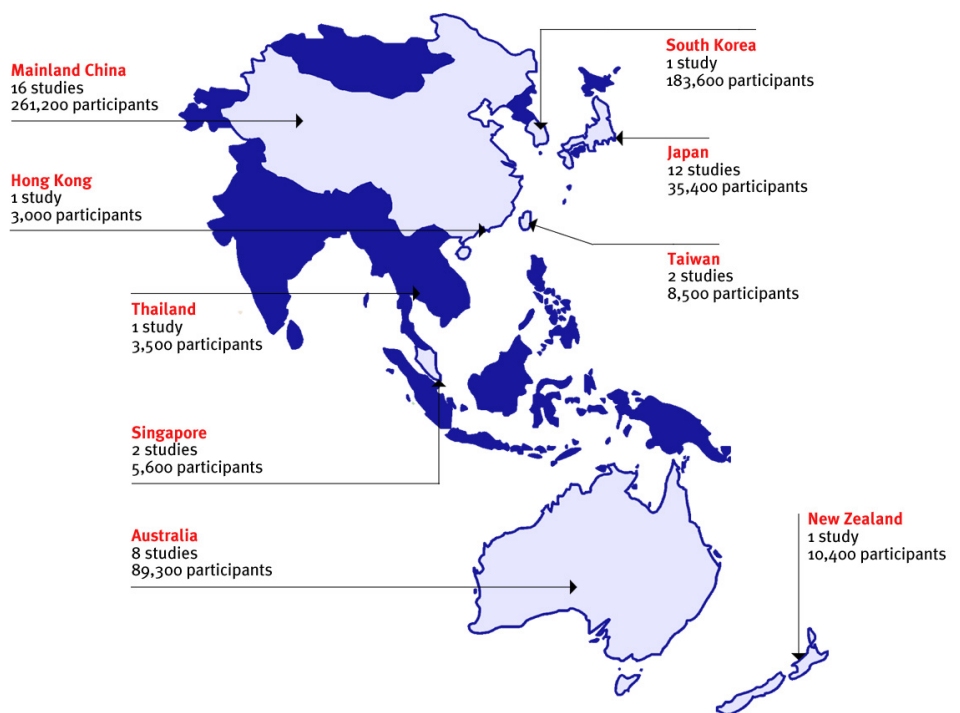 Mainland China
16 studies
261,200 participants
Hong Kong
1 study
3,000 participants
Thailand
1 study
3,500 participants
Singapore
2 studies
5,600 participants
Australia
8 studies
89,300 participants
South Korea
1 study
183,600 participants
Japan
12 studies
35,400 participants
Taiwan
2 studies
8,500 participants
New Zealand
1 study
10,400 participants